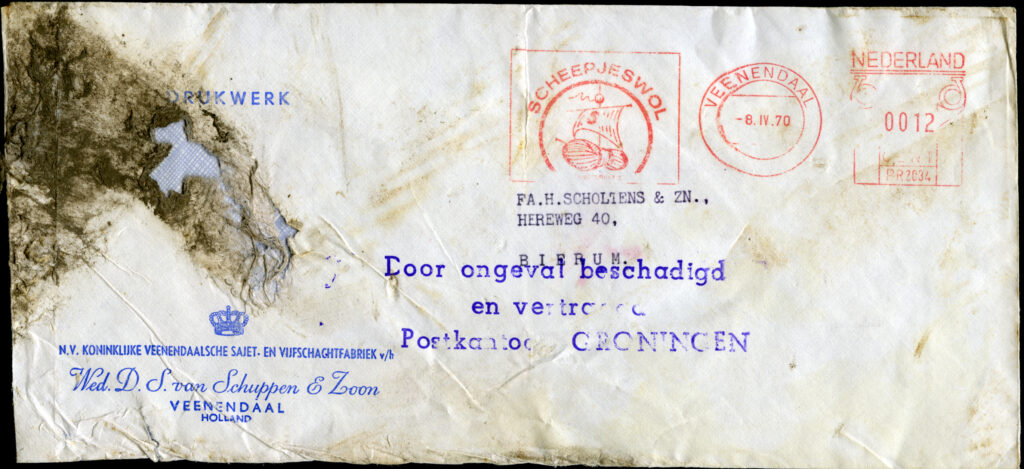 DRUKWERK
SCHEEPJESWOL
S
VEENENDAAL
-8.IV.70
NEDERLAND
0012
PR2034
FA.H.SCHOLTENS & ZN.,
HEREWEG 40,
BIERUM.
Door ongeval beschadigd
en vertraagd
Postkantoor GRONINGEN
N.V. KONINKLIJKE VEENENDAALSCHE SAJET- EN VIJFSCHACHTFABRIEK v/h
Wed. D. S. van Schuppen & Zoon
VEENENDAAL
HOLLAND